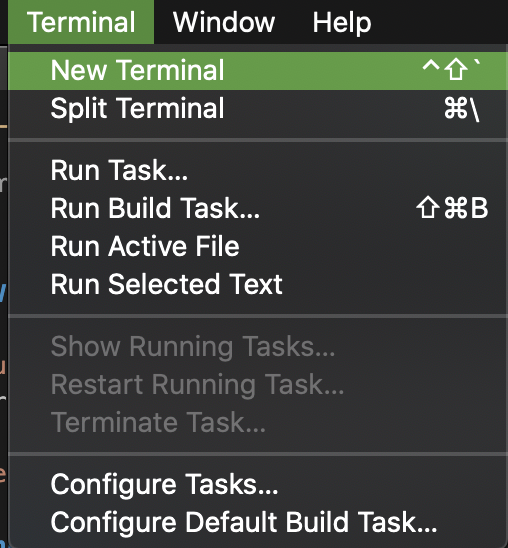 Terminal Window Help
New Terminal ^⇧`
Split Terminal ⌘\
Run Task...
Run Build Task... ⇧⌘B
Run Active File
Run Selected Text
Show Running Tasks...
Restart Running Task...
Terminate Task...
Configure Tasks...
Configure Default Build Task...